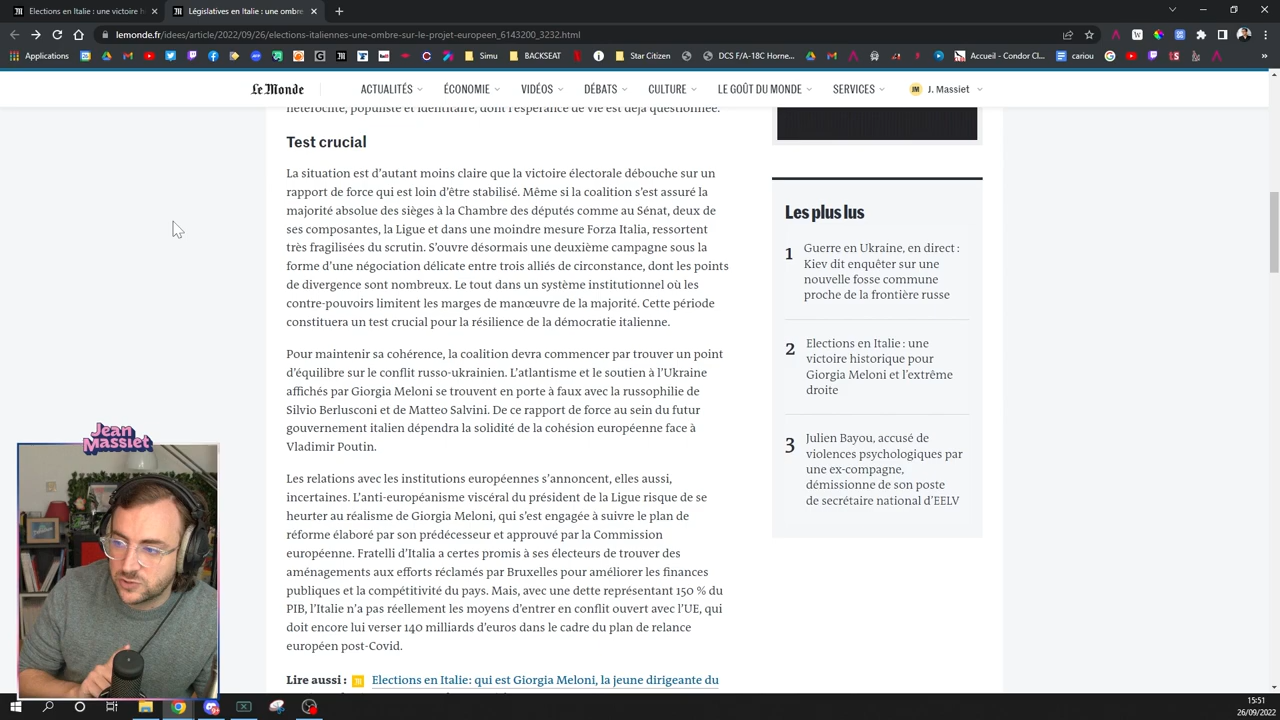 Elections en Italie : une victoire h
Législatives en Italie : une ombre
lemonde.fr/idees/article/2022/09/26/elections-italiennes-une-ombre-sur-le-projet-europeen_6143200_3232.html
Applications
Simu
BACKSEAT
Star Citizen
DCS F/A-18C Horne...
Accueil - Condor Cl...
cariou
Le Monde
ACTUALITÉS
ÉCONOMIE
VIDÉOS
DÉBATS
CULTURE
LE GOÛT DU MONDE
SERVICES
JM J. Massiet
hétéroclite, populiste et identitaire, dont l'espérance de vie est déjà questionnée.
Test crucial
La situation est d'autant moins claire que la victoire électorale débouche sur un
rapport de force qui est loin d'être stabilisé. Même si la coalition s'est assuré la
majorité absolue des sièges à la Chambre des députés comme au Sénat, deux de
ses composantes, la Ligue et dans une moindre mesure Forza Italia, ressortent
très fragilisées du scrutin. S'ouvre désormais une deuxième campagne sous la
forme d'une négociation délicate entre trois alliés de circonstance, dont les points
de divergence sont nombreux. Le tout dans un système institutionnel où les
contre-pouvoirs limitent les marges de manœuvre de la majorité. Cette période
constituera un test crucial pour la résilience de la démocratie italienne.
Pour maintenir sa cohérence, la coalition devra commencer par trouver un point
d'équilibre sur le conflit russo-ukrainien. L'atlantisme et le soutien à l'Ukraine
affichés par Giorgia Meloni se trouvent en porte à faux avec la russophilie de
Silvio Berlusconi et de Matteo Salvini. De ce rapport de force au sein du futur
gouvernement italien dépendra la solidité de la cohésion européenne face à
Vladimir Poutin.
Les relations avec les institutions européennes s'annoncent, elles aussi,
incertaines. L'anti-européanisme viscéral du président de la Ligue risque de se
heurter au réalisme de Giorgia Meloni, qui s'est engagée à suivre le plan de
réforme élaboré par son prédécesseur et approuvé par la Commission
européenne. Fratelli d'Italia a certes promis à ses électeurs de trouver des
aménagements aux efforts réclamés par Bruxelles pour améliorer les finances
publiques et la compétitivité du pays. Mais, avec une dette représentant 150 % du
PIB, l'Italie n'a pas réellement les moyens d'entrer en conflit ouvert avec l'UE, qui
doit encore lui verser 140 milliards d'euros dans le cadre du plan de relance
européen post-Covid.
Lire aussi : Elections en Italie : qui est Giorgia Meloni, la jeune dirigeante du
Les plus lus
1 Guerre en Ukraine, en direct :
Kiev dit enquêter sur une
nouvelle fosse commune
proche de la frontière russe
2 Elections en Italie : une
victoire historique pour
Giorgia Meloni et l'extrême
droite
3 Julien Bayou, accusé de
violences psychologiques par
une ex-compagne,
démissionne de son poste
de secrétaire national d'EELV
Jean
Massiet
15:51
26/09/2022